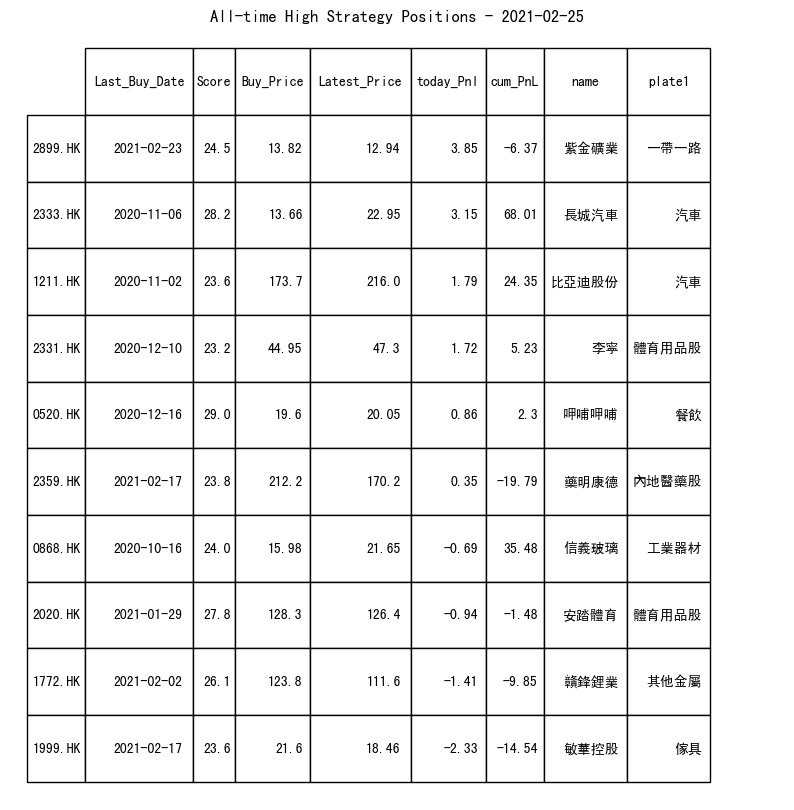 All-time High Strategy Positions - 2021-02-25
Last_Buy_Date Score Buy_Price Latest_Price today_Pnl cum_PnL name plate1
2899.HK 2021-02-23 24.5 13.82 12.94 3.85 -6.37 紫金礦業 一帶一路
2333.HK 2020-11-06 28.2 13.66 22.95 3.15 68.01 長城汽車 汽車
1211.HK 2020-11-02 23.6 173.7 216.0 1.79 24.35 比亞迪股份 汽車
2331.HK 2020-12-10 23.2 44.95 47.3 1.72 5.23 李寧 體育用品股
0520.HK 2020-12-16 29.0 19.6 20.05 0.86 2.3 呷哺呷哺 餐飲
2359.HK 2021-02-17 23.8 212.2 170.2 0.35 -19.79 藥明康德 內地醫藥股
0868.HK 2020-10-16 24.0 15.98 21.65 -0.69 35.48 信義玻璃 工業器材
2020.HK 2021-01-29 27.8 128.3 126.4 -0.94 -1.48 安踏體育 體育用品股
1772.HK 2021-02-02 26.1 123.8 111.6 -1.41 -9.85 贛鋒鋰業 其他金屬
1999.HK 2021-02-17 23.6 21.6 18.46 -2.33 -14.54 敏華控股 傢具